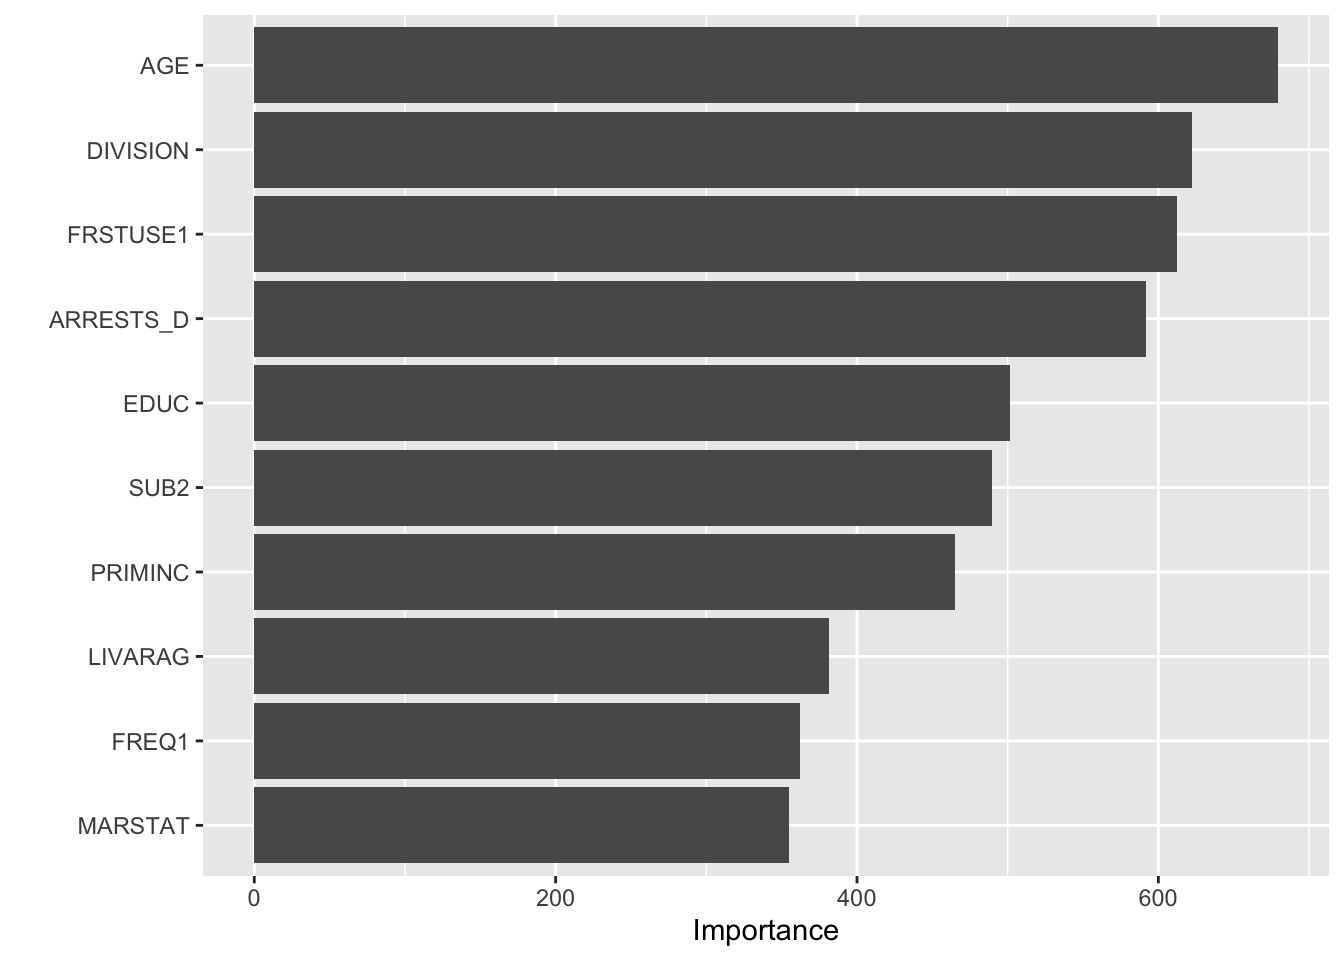 AGE
DIVISION
FRSTUSE1
ARRESTS_D
EDUC
SUB2
PRIMINC
LIVARAG
FREQ1
MARSTAT
0 200 400 600
Importance